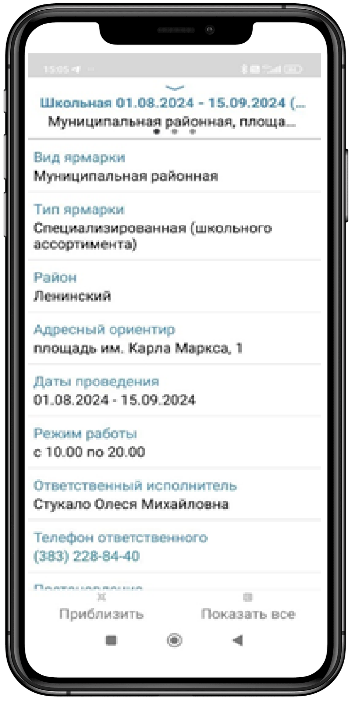 15:05
Школьная 01.08.2024 - 15.09.2024 (...
Муниципальная районная, площа...
Вид ярмарки
Муниципальная районная
Тип ярмарки
Специализированная (школьного
ассортимента)
Район
Ленинский
Адресный ориентир
площадь им. Карла Маркса, 1
Даты проведения
01.08.2024 - 15.09.2024
Режим работы
с 10.00 по 20.00
Ответственный исполнитель
Стукало Олеся Михайловна
Телефон ответственного
(383) 228-84-40
Постановление
Приблизить
Показать все